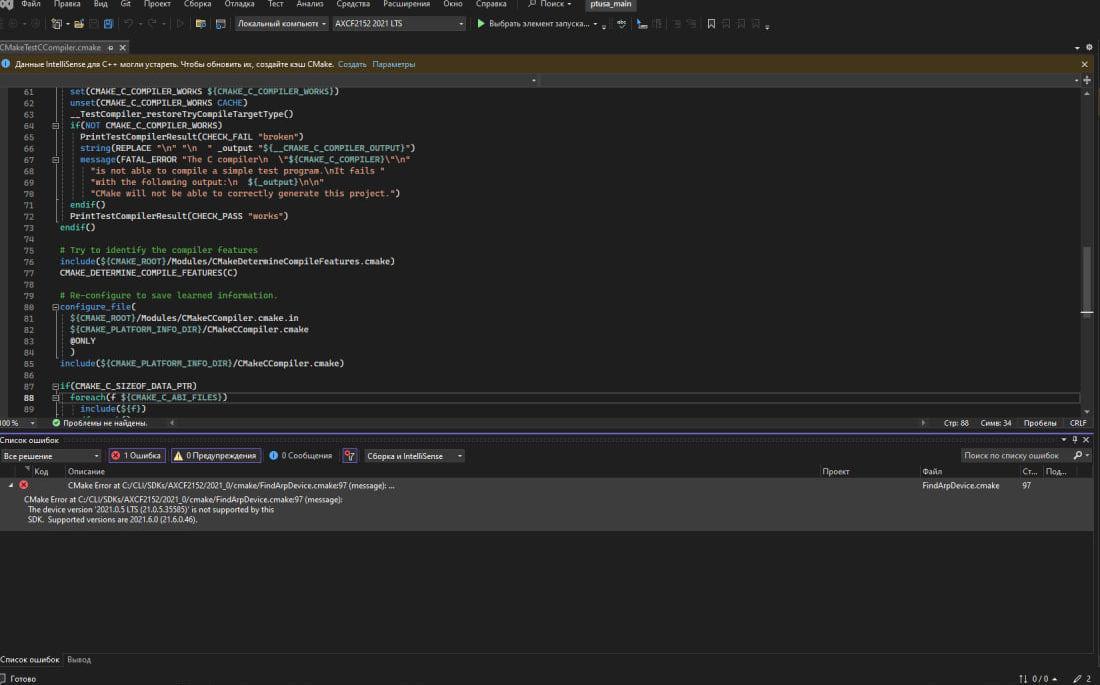 Файл Правка Вид Git Проект Сборка Отладка Тест Анализ Средства Расширения Окно Справка Поиск ptusa_main
Локальный компьюте AXCF2152 2021 LTS Выбрать элемент запуска...
CMakeTestCCompiler.cmake
Данные IntelliSense для C++ могли устареть. Чтобы обновить их, создайте кэш CMake. Создать Параметры
61 set(CMAKE_C_COMPILER_WORKS ${CMAKE_C_COMPILER_WORKS})
62 unset(CMAKE_C_COMPILER_WORKS CACHE)
63 __TestCompiler_restoreTryCompileTargetType()
64 if(NOT CMAKE_C_COMPILER_WORKS)
65 PrintTestCompilerResult(CHECK_FAIL "broken")
66 string(REPLACE "\n" "\n  " _output "${__CMAKE_C_COMPILER_OUTPUT}")
67 message(FATAL_ERROR "The C compiler\n  \"${CMAKE_C_COMPILER}\"\n"
68 "is not able to compile a simple test program.\nIt fails "
69 "with the following output:\n  ${_output}\n\n"
70 "CMake will not be able to correctly generate this project.")
71 endif()
72 PrintTestCompilerResult(CHECK_PASS "works")
73 endif()
74
75 # Try to identify the compiler features
76 include(${CMAKE_ROOT}/Modules/CMakeDetermineCompileFeatures.cmake)
77 CMAKE_DETERMINE_COMPILE_FEATURES(C)
78
79 # Re-configure to save learned information.
80 configure_file(
81 ${CMAKE_ROOT}/Modules/CMakeCCompiler.cmake.in
82 ${CMAKE_PLATFORM_INFO_DIR}/CMakeCCompiler.cmake
83 @ONLY
84 )
85 include(${CMAKE_PLATFORM_INFO_DIR}/CMakeCCompiler.cmake)
86
87 if(CMAKE_C_SIZEOF_DATA_PTR)
88 foreach(f ${CMAKE_C_ABI_FILES})
89 include(${f})
100 % Проблемы не найдены. Стр: 88 Симв: 34 Пробелы CRLF
Список ошибок
Все решение 1 Ошибка 0 Предупреждения 0 Сообщения Сборка и IntelliSense Поиск по списку ошибок
Код Описание Проект Файл Ст... Под...
CMake Error at C:/CLI/SDKs/AXCF2152/2021_0/cmake/FindArpDevice.cmake:97 (message): ... FindArpDevice.cmake 97
CMake Error at C:/CLI/SDKs/AXCF2152/2021_0/cmake/FindArpDevice.cmake:97 (message):
The device version '2021.0.5 LTS (21.0.5.35585)' is not supported by this
SDK. Supported versions are 2021.6.0 (21.6.0.46).
Список ошибок Вывод
Готово 0 / 0 2